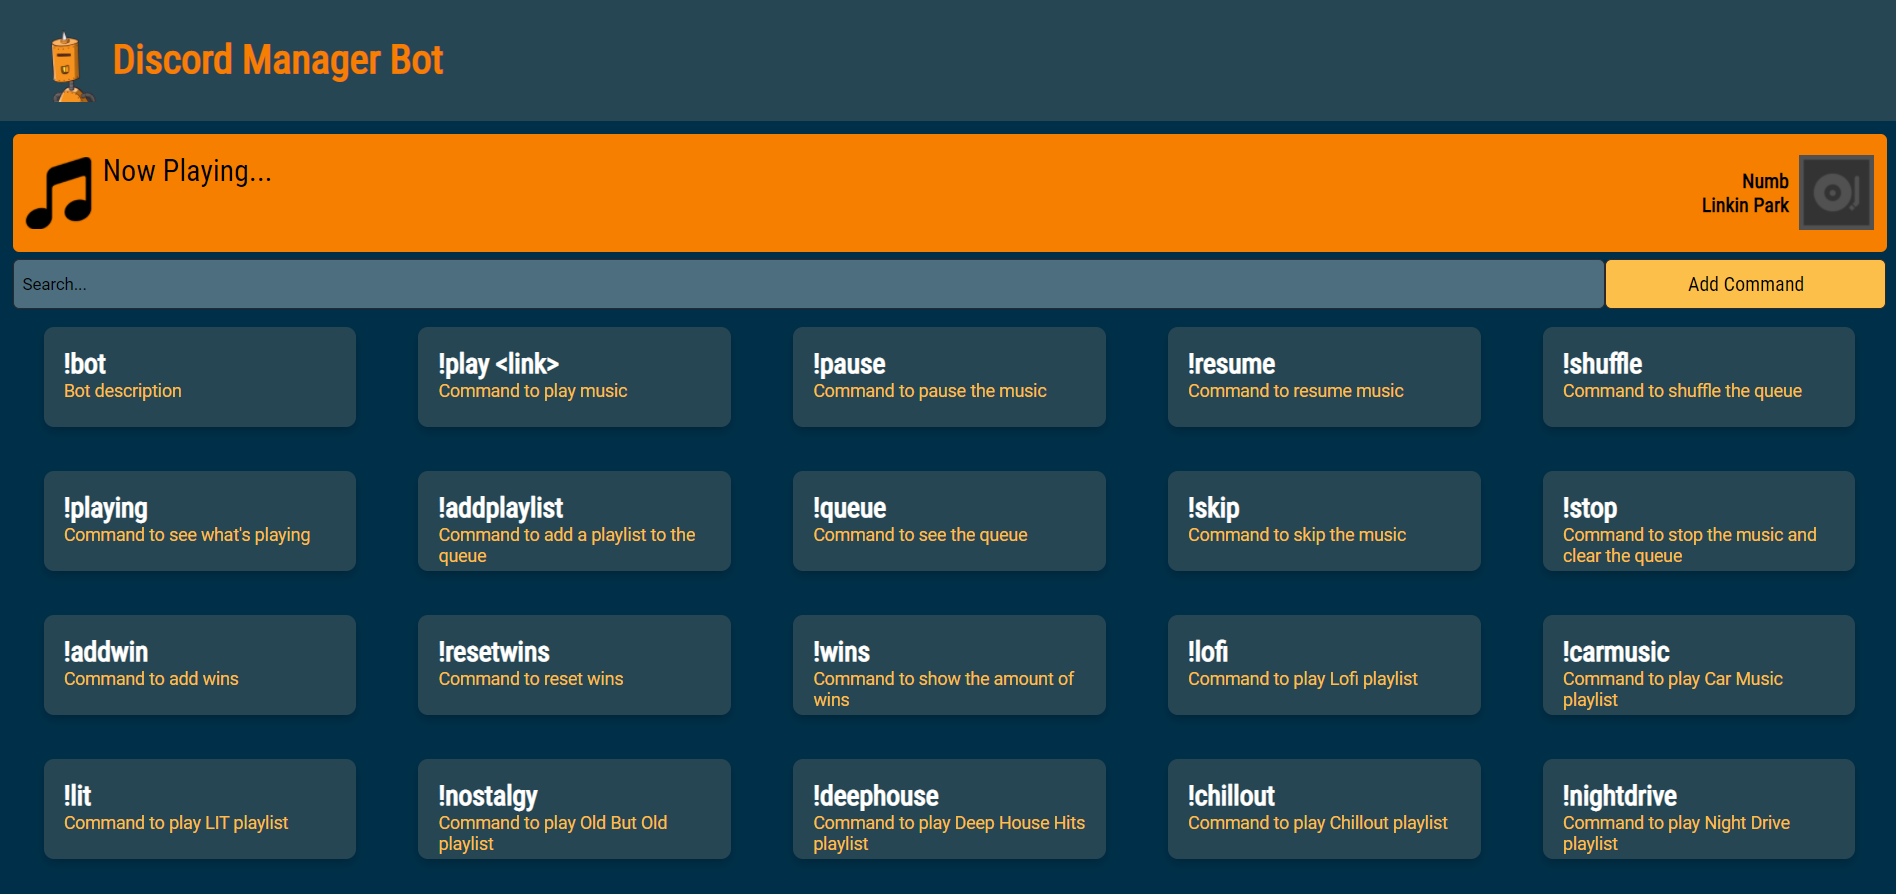 Discord Manager Bot
Now Playing...
Numb
Linkin Park
Search...
Add Command
!bot
Bot description
!play <link>
Command to play music
!pause
Command to pause the music
!resume
Command to resume music
!shuffle
Command to shuffle the queue
!playing
Command to see what's playing
!addplaylist
Command to add a playlist to the
queue
!queue
Command to see the queue
!skip
Command to skip the music
!stop
Command to stop the music and
clear the queue
!addwin
Command to add wins
!resetwins
Command to reset wins
!wins
Command to show the amount of
wins
!lofi
Command to play Lofi playlist
!carmusic
Command to play Car Music
playlist
!lit
Command to play LIT playlist
!nostalgy
Command to play Old But Old
playlist
!deephouse
Command to play Deep House Hits
playlist
!chillout
Command to play Chillout playlist
!nightdrive
Command to play Night Drive
playlist